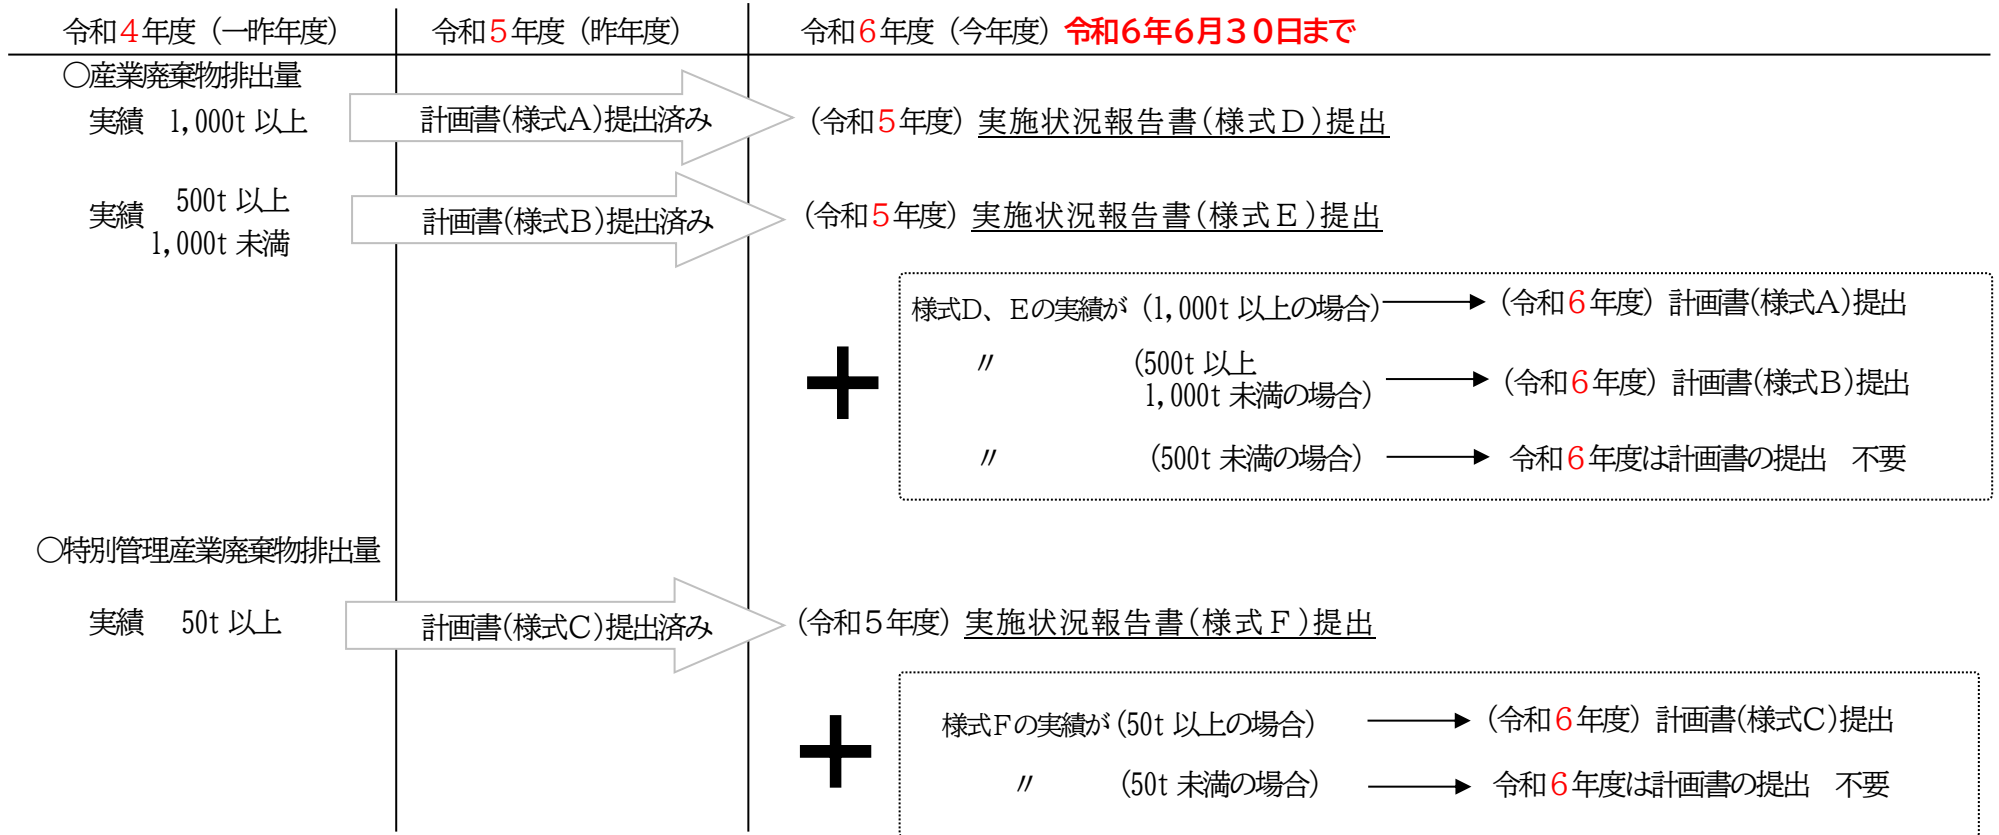 令和４年度（一昨年度） 令和５年度（昨年度） 令和６年度（今年度）令和６年６月３０日まで
〇産業廃棄物排出量
実績　1,000t 以上 計画書(様式Ａ)提出済み （令和５年度）実施状況報告書(様式Ｄ)提出
実績 500t 以上
1,000t 未満 計画書(様式Ｂ)提出済み （令和５年度）実施状況報告書(様式Ｅ)提出
＋
様式Ｄ、Ｅの実績が（1,000t 以上の場合） （令和６年度）計画書(様式Ａ)提出
〃 （500t 以上
1,000t 未満の場合） （令和６年度）計画書(様式Ｂ)提出
〃 （500t 未満の場合） 令和６年度は計画書の提出　不要
〇特別管理産業廃棄物排出量
実績　50t 以上 計画書(様式Ｃ)提出済み （令和５年度）実施状況報告書(様式Ｆ)提出
＋
様式Ｆの実績が（50t 以上の場合） （令和６年度）計画書(様式Ｃ)提出
〃 （50t 未満の場合） 令和６年度は計画書の提出　不要